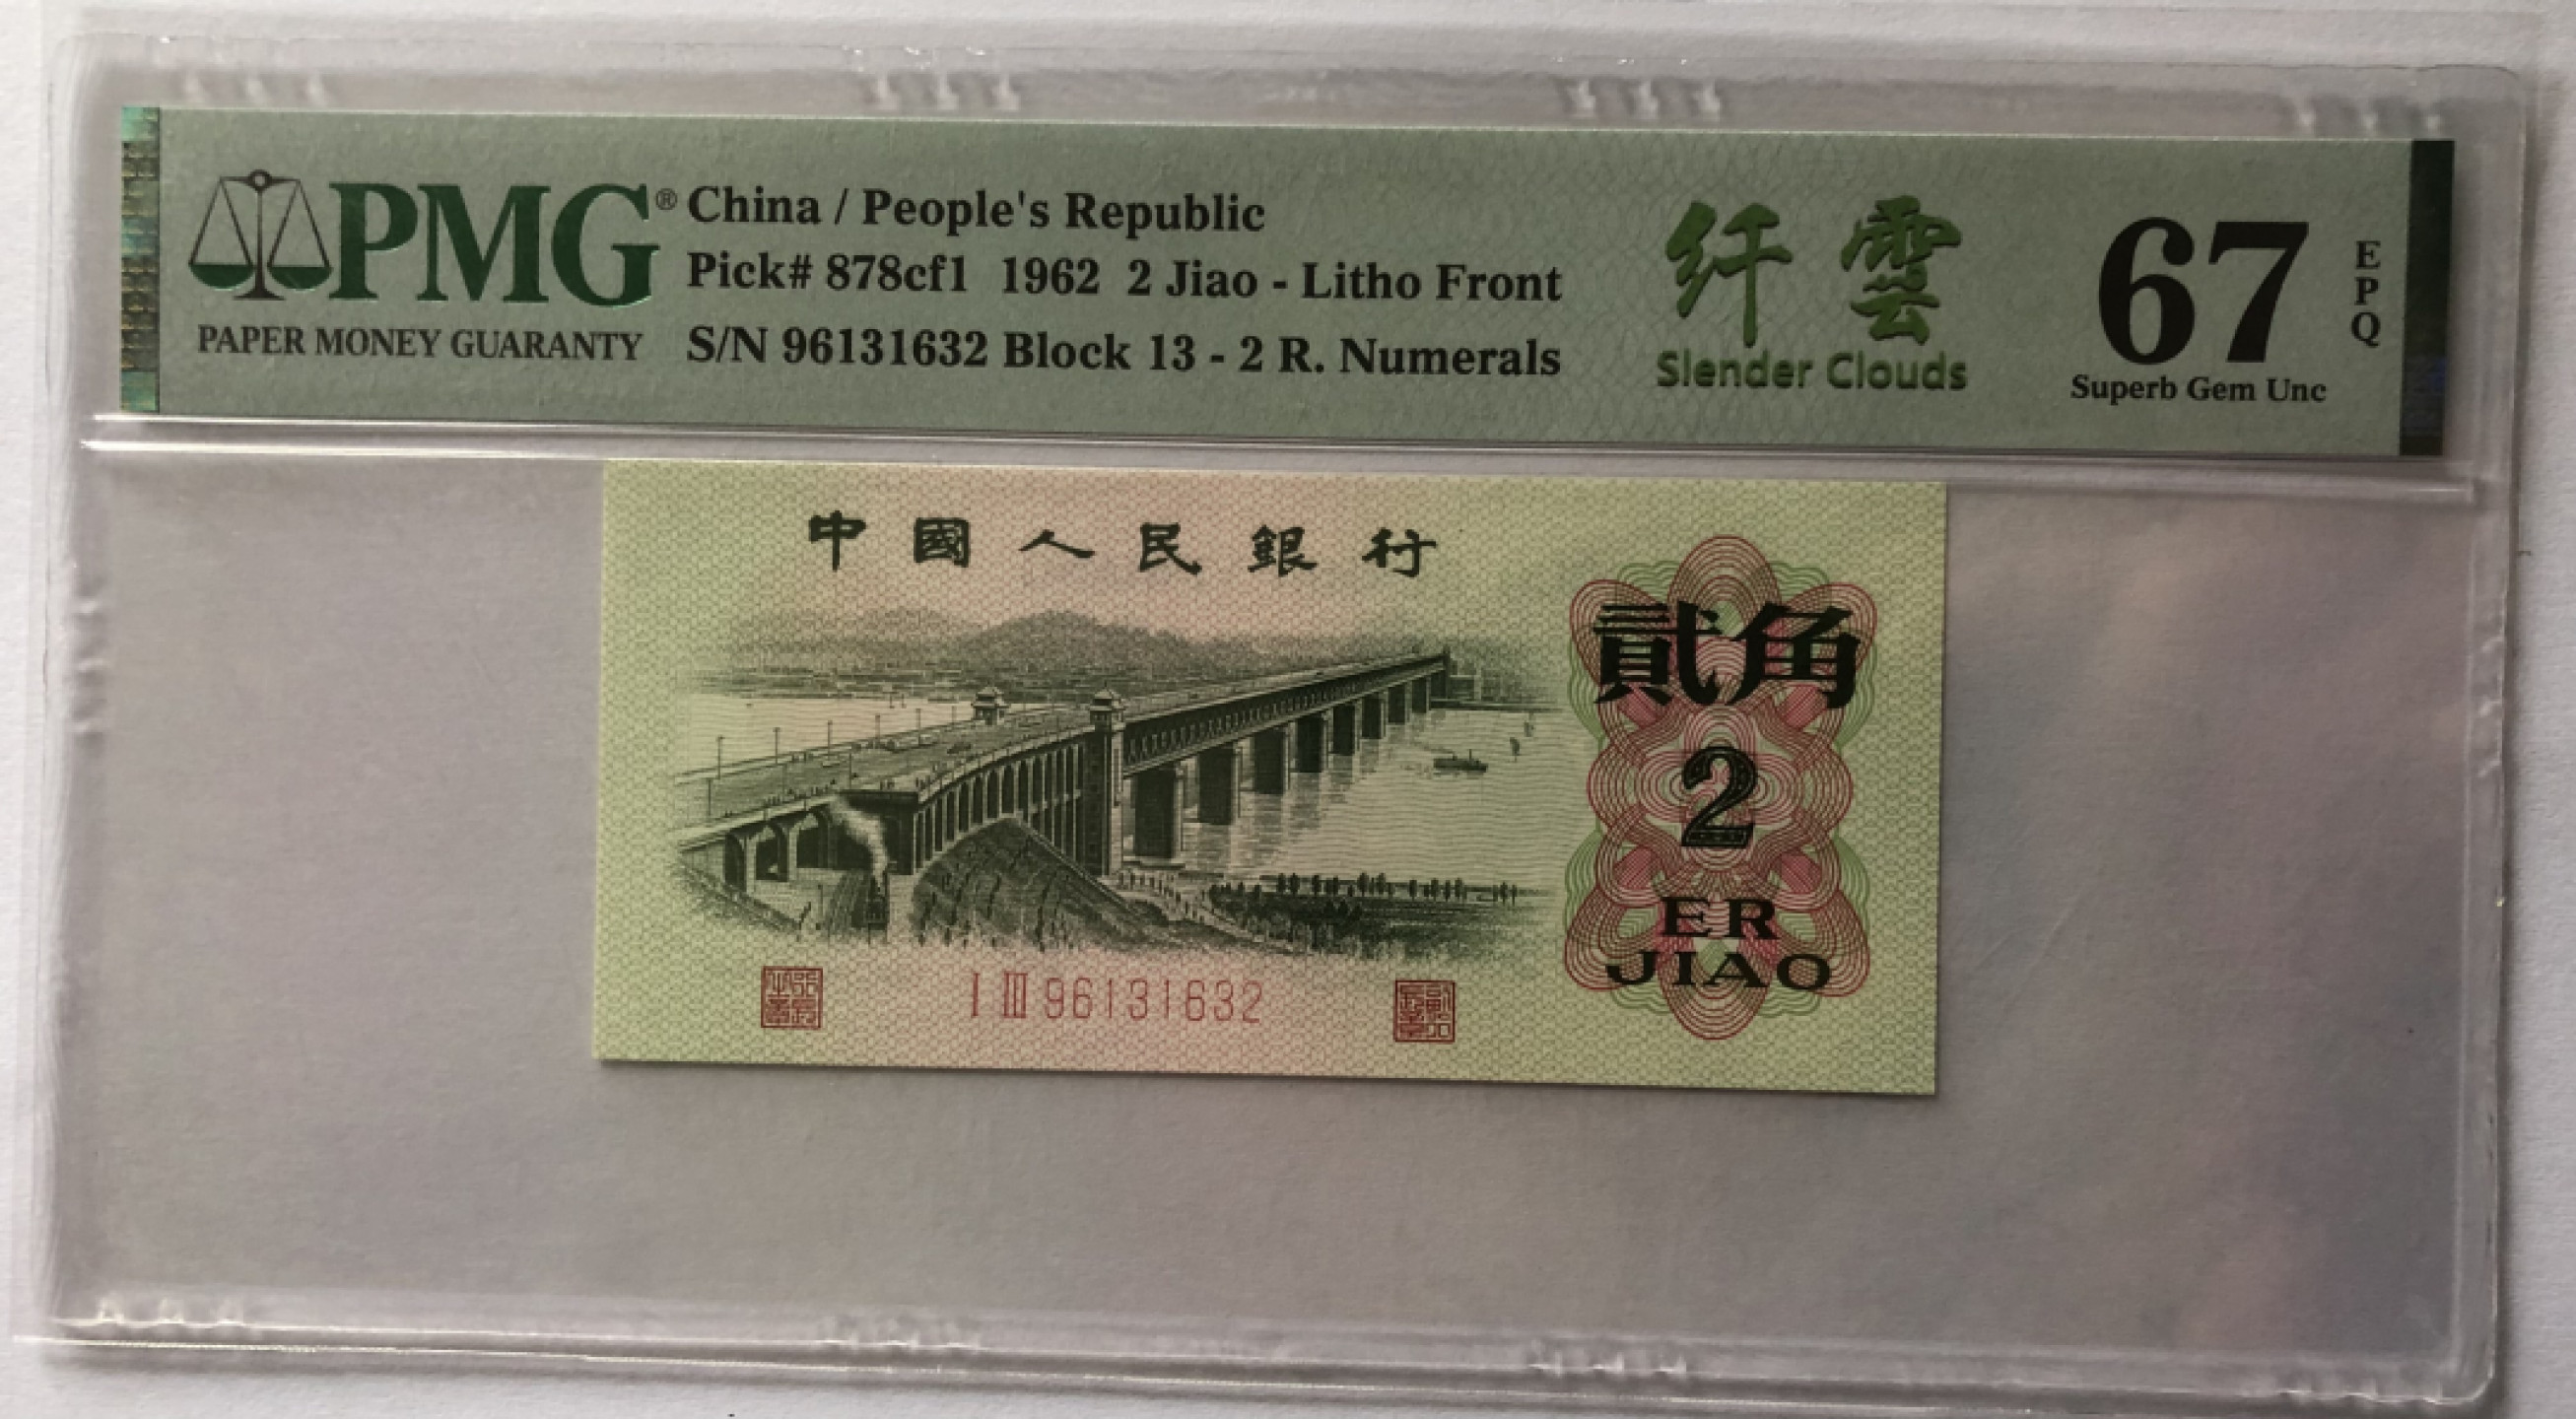 PMG®
PAPER MONEY GUARANTY
China / People's Republic
Pick# 878cf1 1962 2 Jiao - Litho Front
S/N 96131632 Block 13 - 2 R. Numerals
纤雲
Slender Clouds
67
EPQ
Superb Gem Unc
中國人民銀行
貳角
2
ER
JIAO
I III 96131632